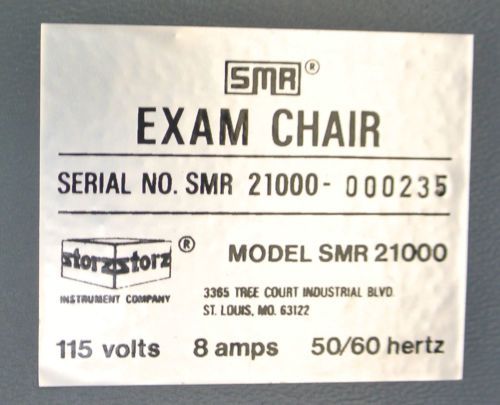 SMR®
EXAM CHAIR
SERIAL NO. SMR 21000- 000235
storz storz®
INSTRUMENT COMPANY
MODEL SMR 21000
3365 TREE COURT INDUSTRIAL BLVD.
ST. LOUIS, MO. 63122
115 volts 8 amps 50/60 hertz